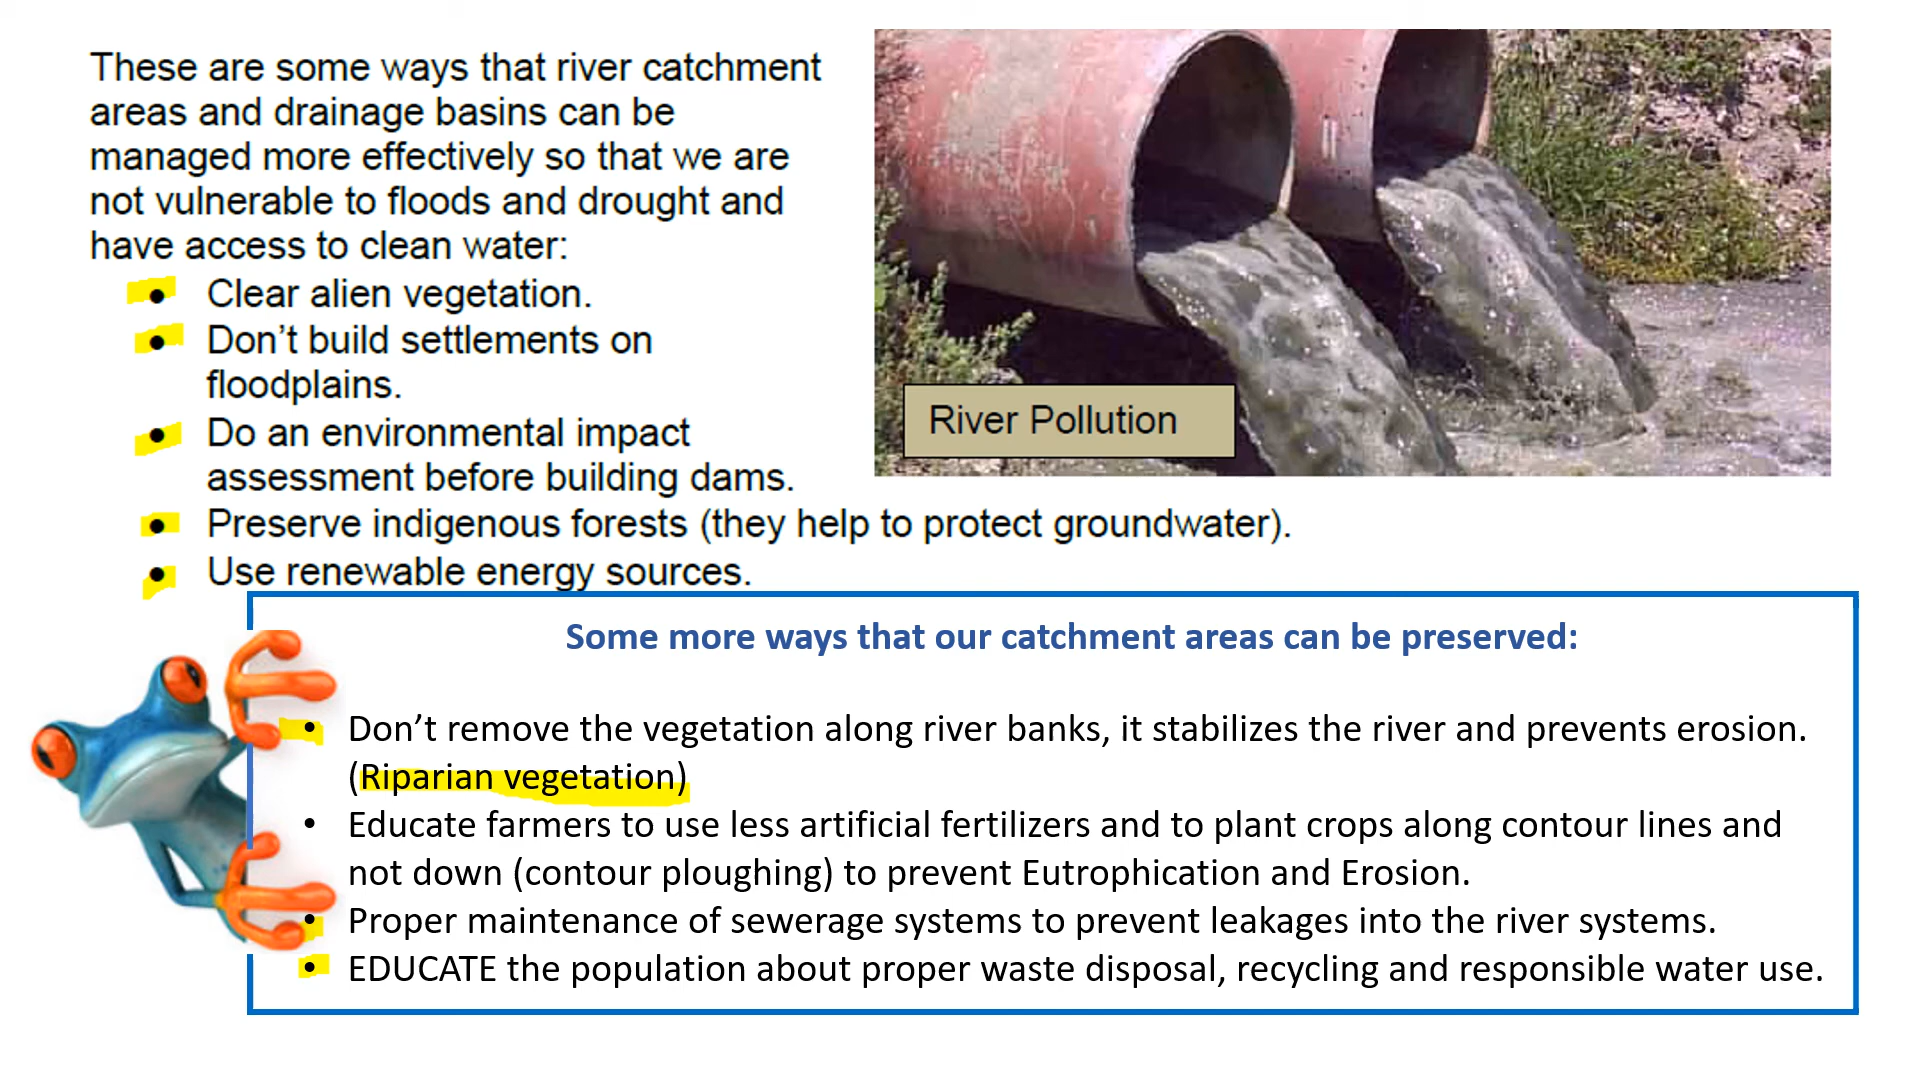 These are some ways that river catchment
areas and drainage basins can be
managed more effectively so that we are
not vulnerable to floods and drought and
have access to clean water:
• Clear alien vegetation.
• Don’t build settlements on
floodplains.
• Do an environmental impact
assessment before building dams.
• Preserve indigenous forests (they help to protect groundwater).
• Use renewable energy sources.
River Pollution
Some more ways that our catchment areas can be preserved:
• Don’t remove the vegetation along river banks, it stabilizes the river and prevents erosion.
(Riparian vegetation)
• Educate farmers to use less artificial fertilizers and to plant crops along contour lines and
not down (contour ploughing) to prevent Eutrophication and Erosion.
• Proper maintenance of sewerage systems to prevent leakages into the river systems.
• EDUCATE the population about proper waste disposal, recycling and responsible water use.